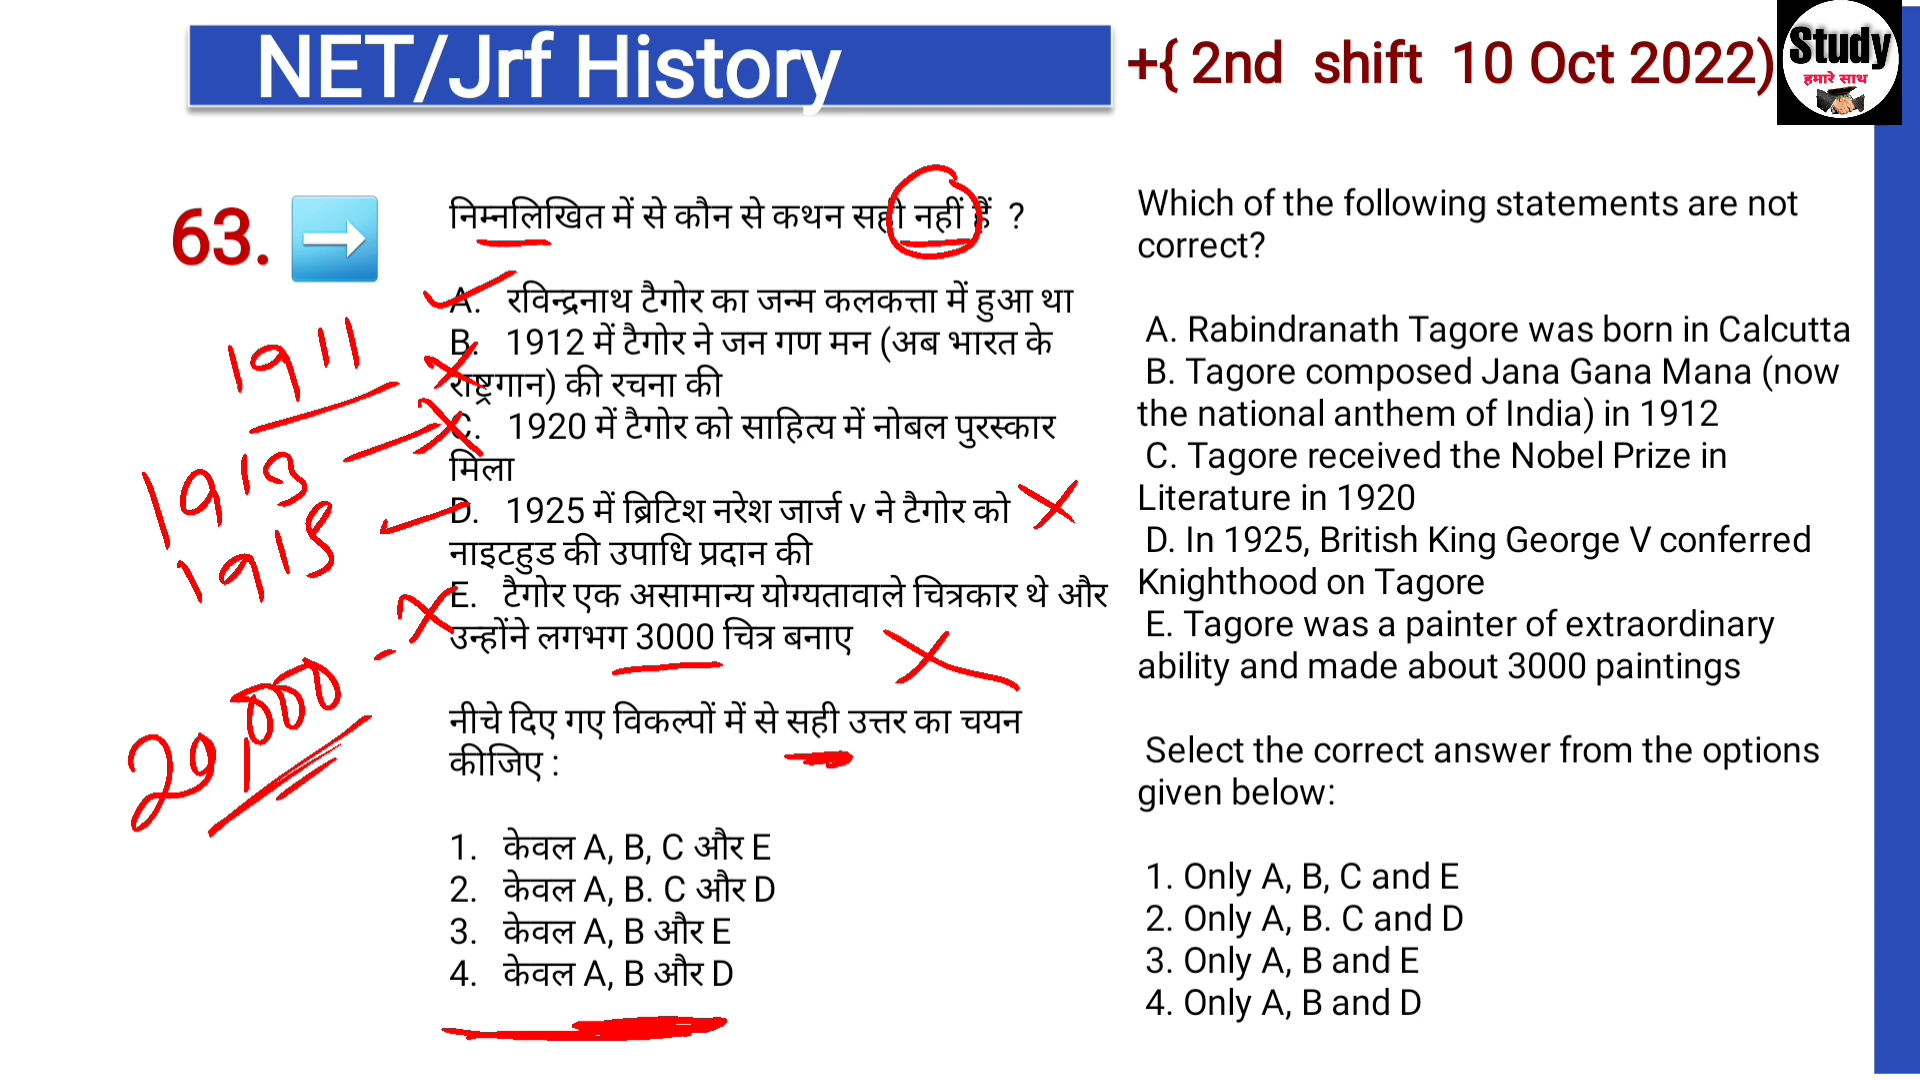 NET/Jrf History
+{ 2nd shift 10 Oct 2022)
Study
हमारे साथ
63.
निम्नलिखित में से कौन से कथन सही नहीं हैं ?
A. रविन्द्रनाथ टैगोर का जन्म कलकत्ता में हुआ था
B. 1912 में टैगोर ने जन गण मन (अब भारत के
राष्ट्रगान) की रचना की
C. 1920 में टैगोर को साहित्य में नोबल पुरस्कार
मिला
D. 1925 में ब्रिटिश नरेश जार्ज v ने टैगोर को
नाइटहुड की उपाधि प्रदान की
E. टैगोर एक असामान्य योग्यतावाले चित्रकार थे और
उन्होंने लगभग 3000 चित्र बनाए
नीचे दिए गए विकल्पों में से सही उत्तर का चयन
कीजिए :
1. केवल A, B, C और E
2. केवल A, B. C और D
3. केवल A, B और E
4. केवल A, B और D
1911
1913
1915
20,000
Which of the following statements are not
correct?
A. Rabindranath Tagore was born in Calcutta
B. Tagore composed Jana Gana Mana (now
the national anthem of India) in 1912
C. Tagore received the Nobel Prize in
Literature in 1920
D. In 1925, British King George V conferred
Knighthood on Tagore
E. Tagore was a painter of extraordinary
ability and made about 3000 paintings
Select the correct answer from the options
given below:
1. Only A, B, C and E
2. Only A, B. C and D
3. Only A, B and E
4. Only A, B and D